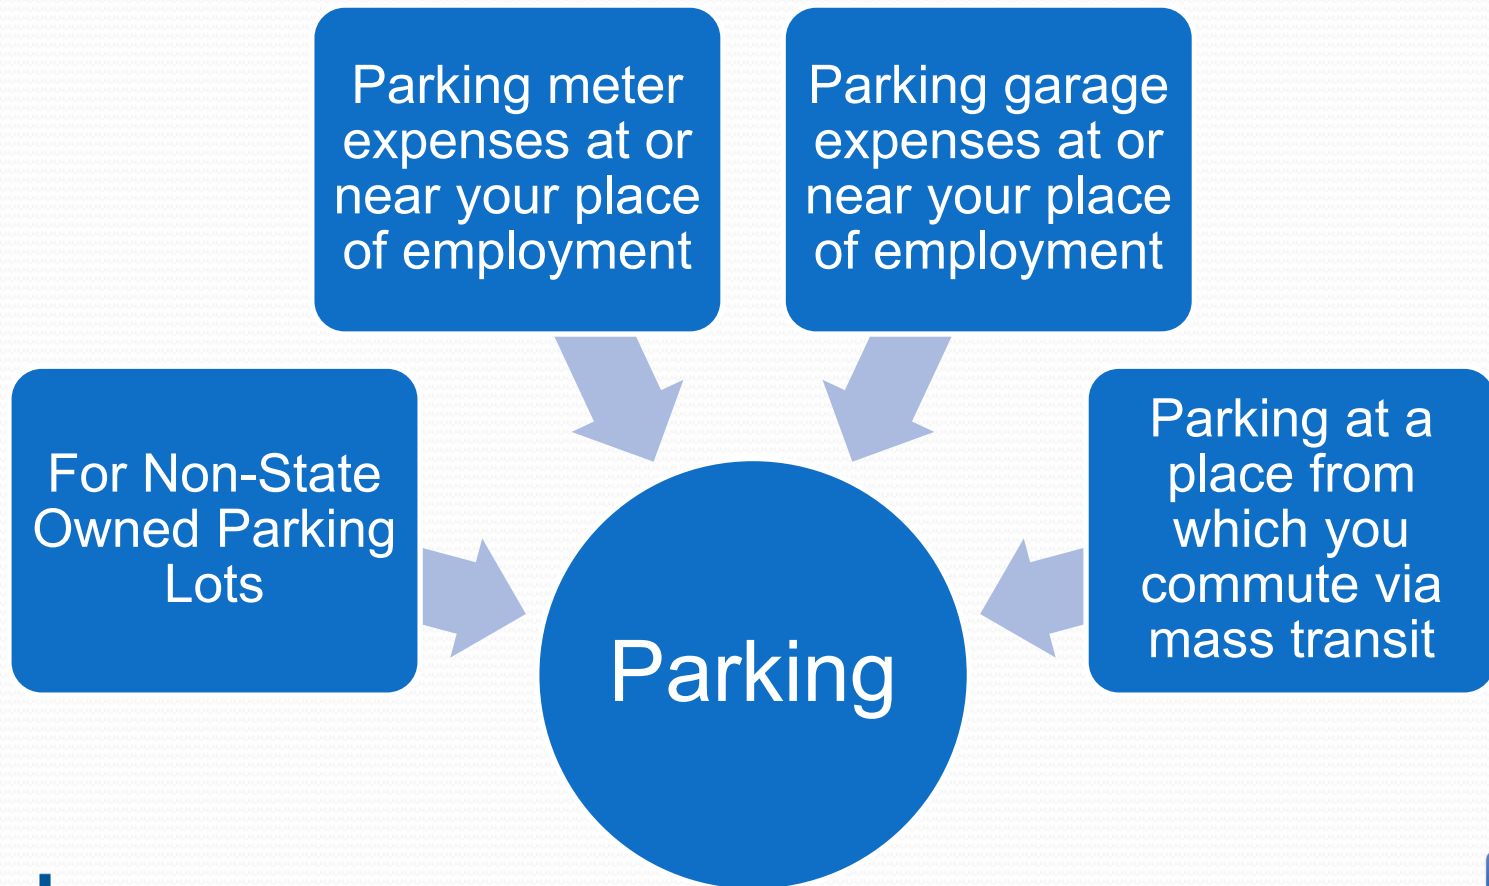 Parking meter
expenses at or
near your place
of employment
Parking garage
expenses at or
near your place
of employment
For Non-State
Owned Parking
Lots
Parking at a
place from
which you
commute via
mass transit
Parking